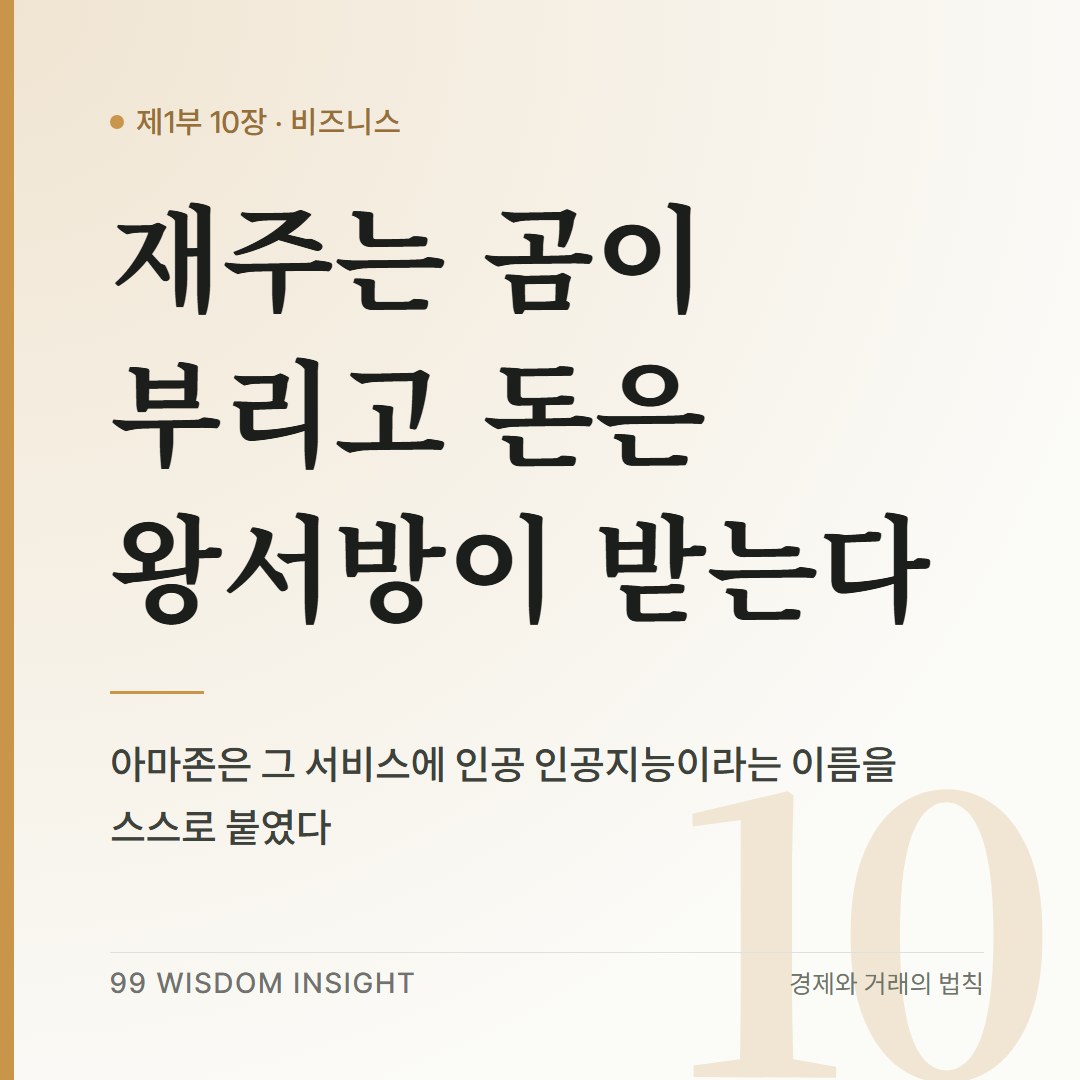 제1부 10장 · 비즈니스
재주는 곰이
부리고 돈은
왕서방이 받는다
아마존은 그 서비스에 인공 인공지능이라는 이름을
스스로 붙였다
10
99 WISDOM INSIGHT
경제와 거래의 법칙